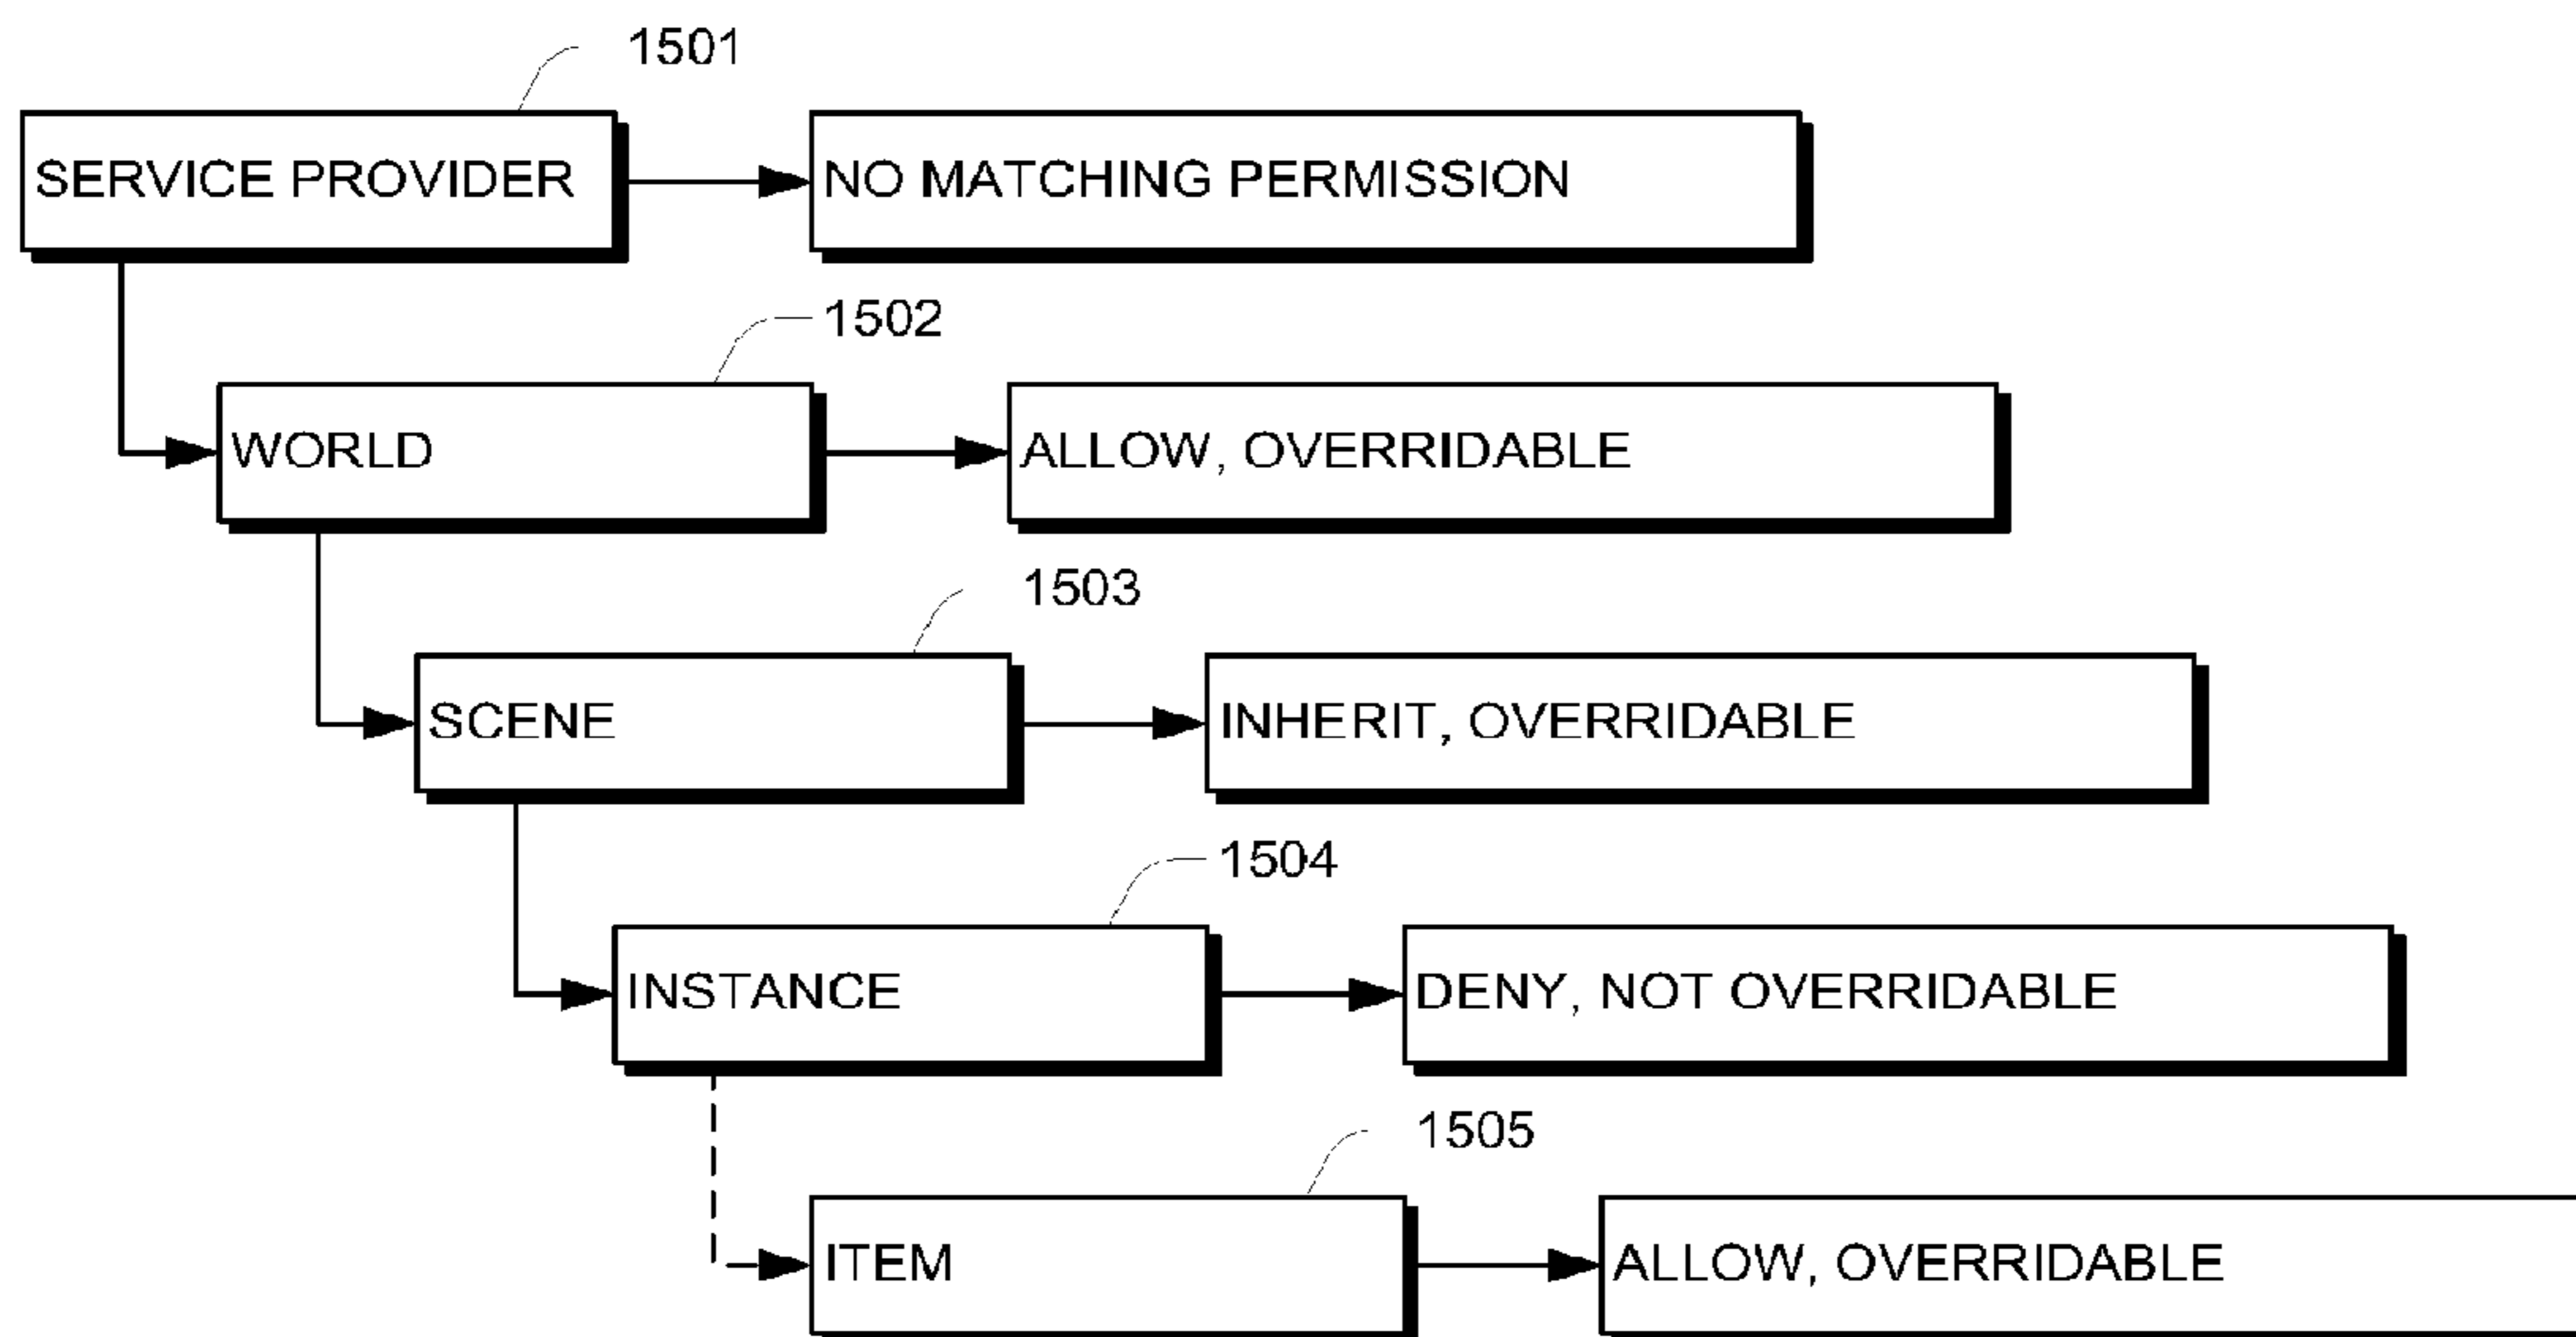 1501
SERVICE PROVIDER
NO MATCHING PERMISSION
1502
WORLD
ALLOW, OVERRIDABLE
1503
SCENE
INHERIT, OVERRIDABLE
1504
INSTANCE
DENY, NOT OVERRIDABLE
1505
ITEM
ALLOW, OVERRIDABLE